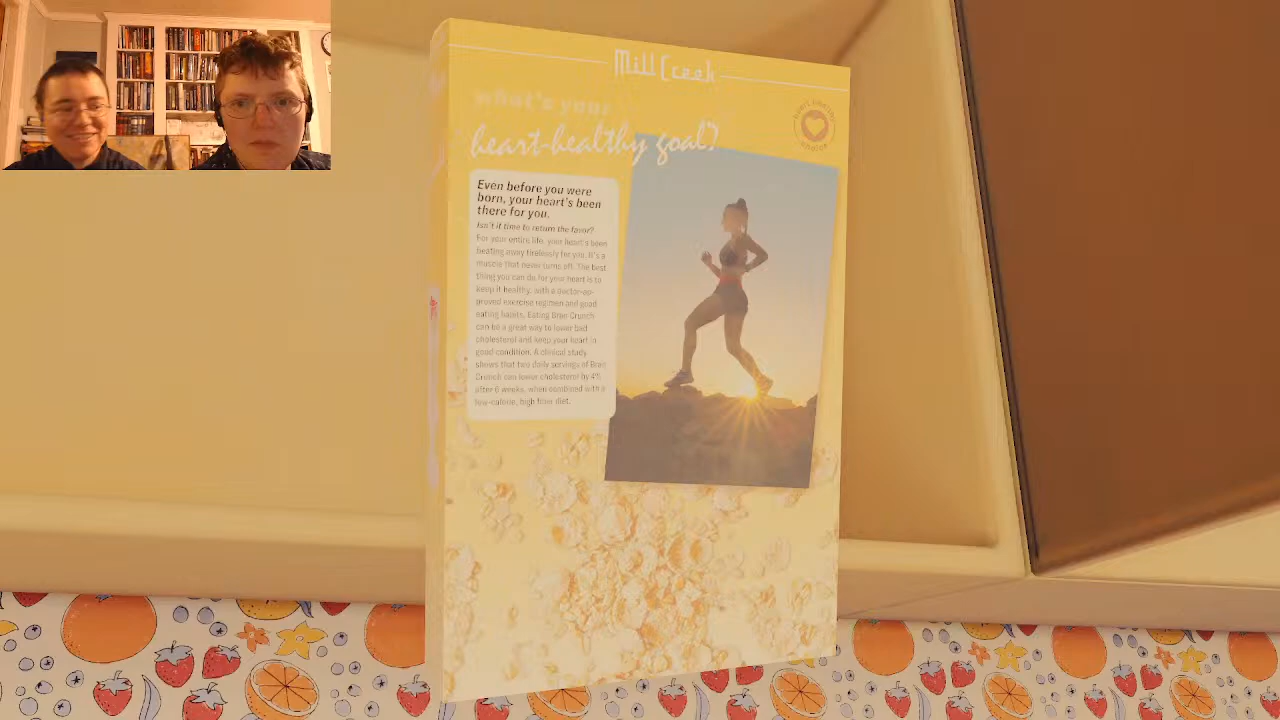 Mill Creek
what's your
heart-healthy goal?
heart healthy
choice
Even before you were
born, your heart's been
there for you.
Isn't it time to return the favor?
For your entire life, your heart's been
beating away tirelessly for you. It's a
muscle that never turns off. The best
thing you can do for your heart is to
keep it healthy, with a doctor-ap-
proved exercise regimen and good
eating habits. Eating Bran Crunch
can be a great way to lower bad
cholesterol and keep your heart in
good condition. A clinical study
shows that two daily servings of Bran
Crunch can lower cholesterol by 4%
after 6 weeks, when combined with a
low-calorie, high fiber diet.